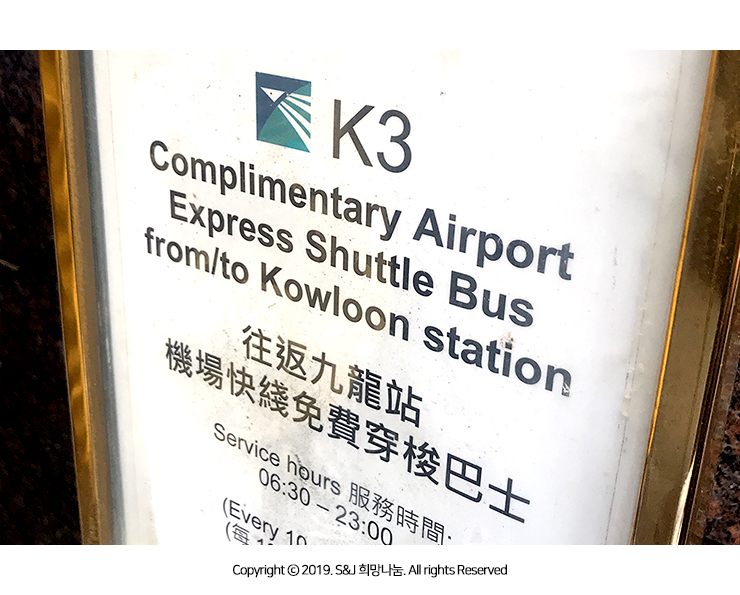 K3
Complimentary Airport
Express Shuttle Bus
from/to Kowloon station
往返九龍站
機場快綫免費穿梭巴士
Service hours 服務時間:
06:30 – 23:00
(Every 10
(每
Copyright ⓒ 2019. S&J 희망나눔. All rights Reserved